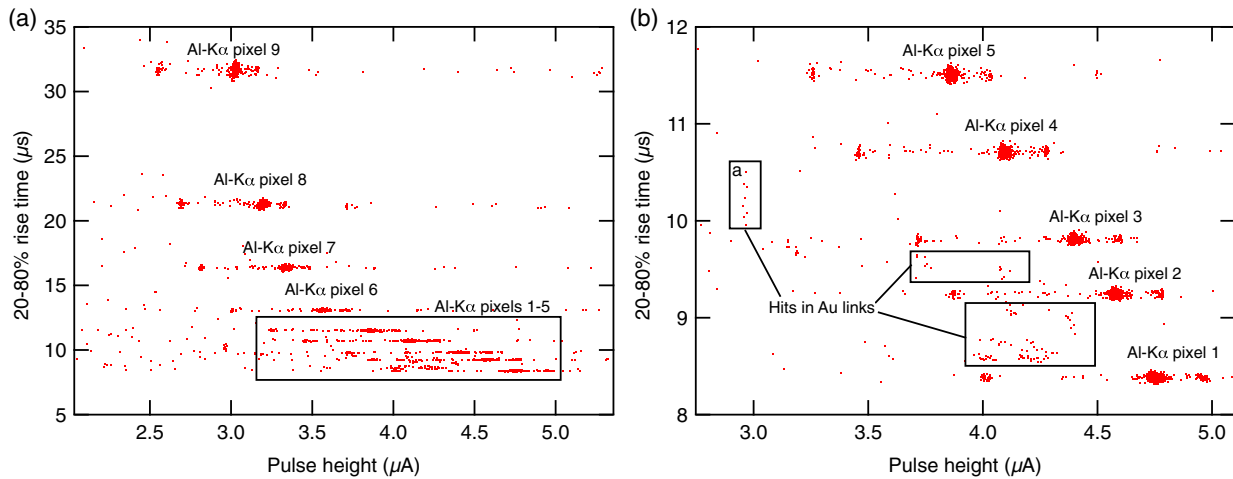 (a)
35
30
25
20
15
10
5
20-80% rise time (μs)
2.5 3.0 3.5 4.0 4.5 5.0
Pulse height (μA)
Al-Kα pixel 9
Al-Kα pixel 8
Al-Kα pixel 7
Al-Kα pixel 6
Al-Kα pixels 1-5
(b)
12
11
10
9
8
20-80% rise time (μs)
3.0 3.5 4.0 4.5 5.0
Pulse height (μA)
Al-Kα pixel 5
Al-Kα pixel 4
a
Al-Kα pixel 3
Al-Kα pixel 2
Hits in Au links
Al-Kα pixel 1